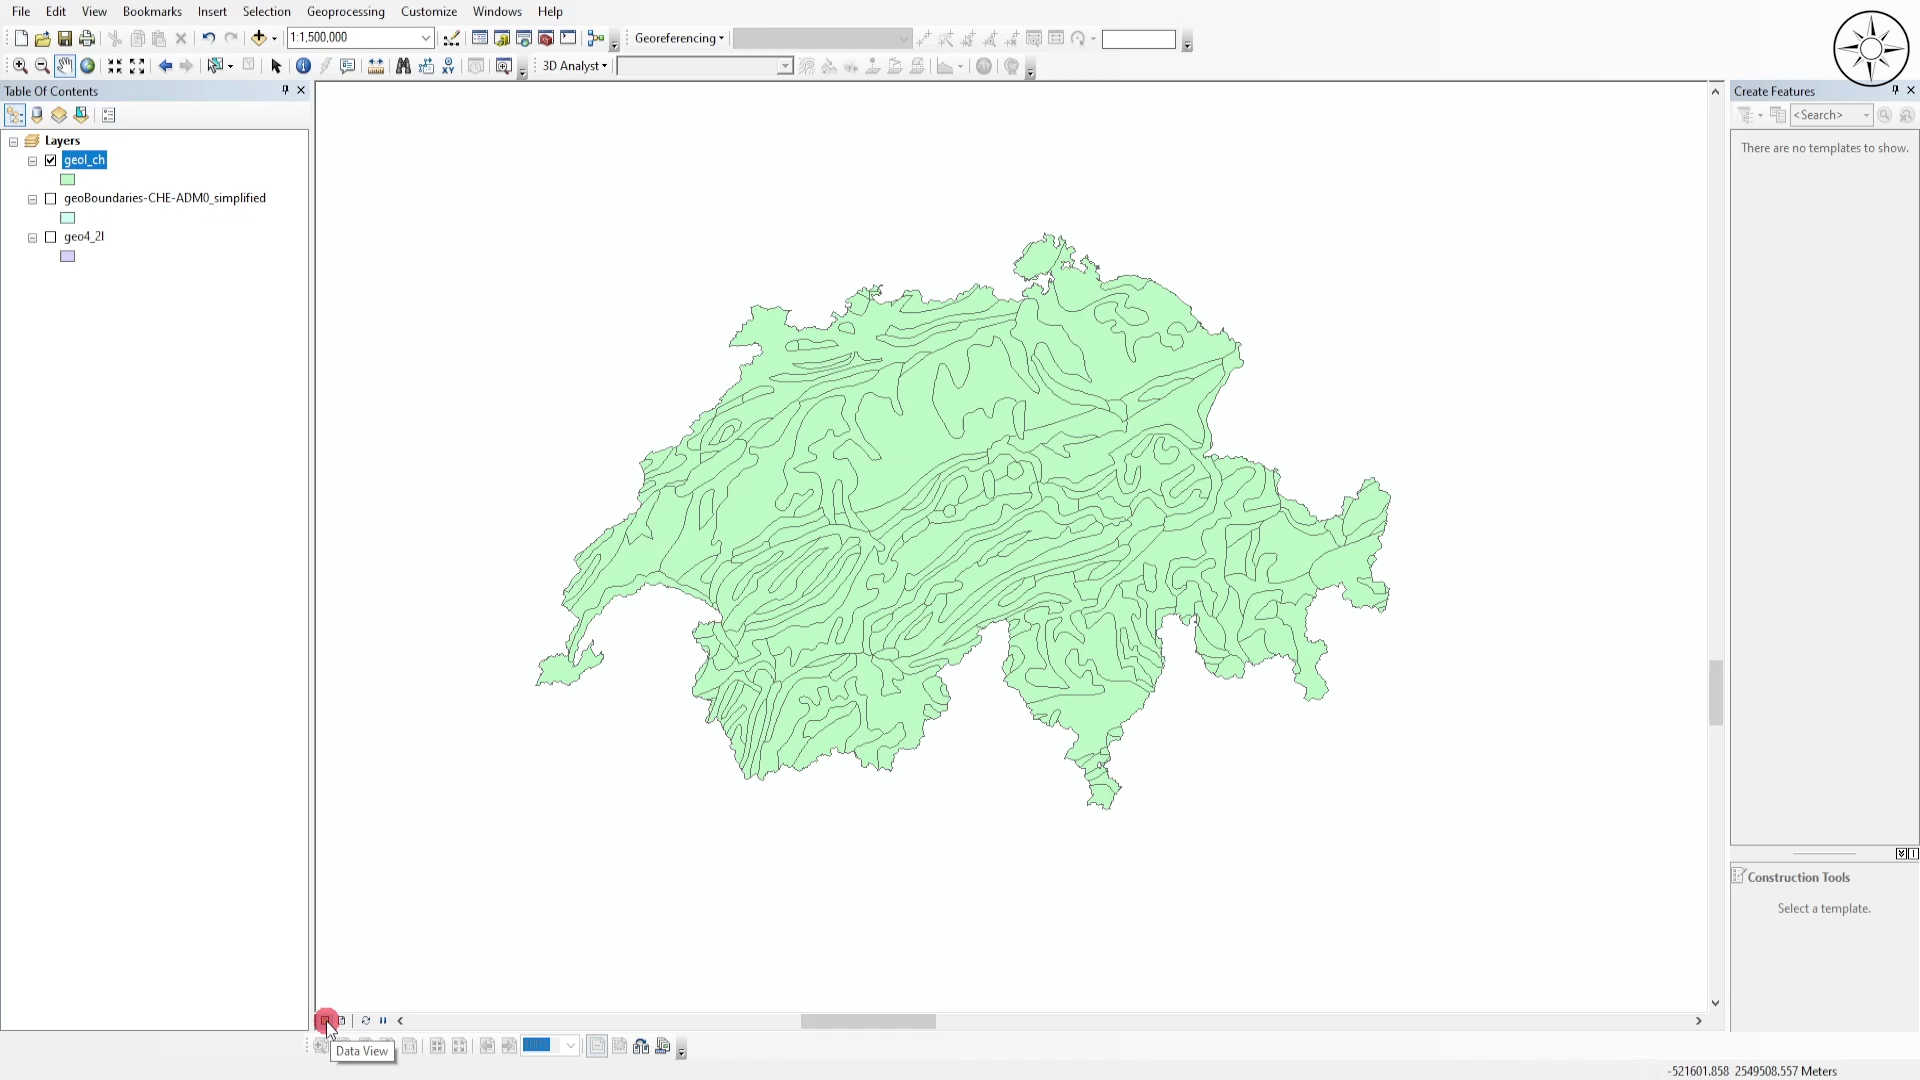 File Edit View Bookmarks Insert Selection Geoprocessing Customize Windows Help
1:1,500,000 Georeferencing
3D Analyst
Table Of Contents
Create Features
<Search>
Layers
There are no templates to show.
geol_ch
geoBoundaries-CHE-ADM0_simplified
geo4_2l
Construction Tools
Select a template.
Data View
-521601.858 2549508.557 Meters